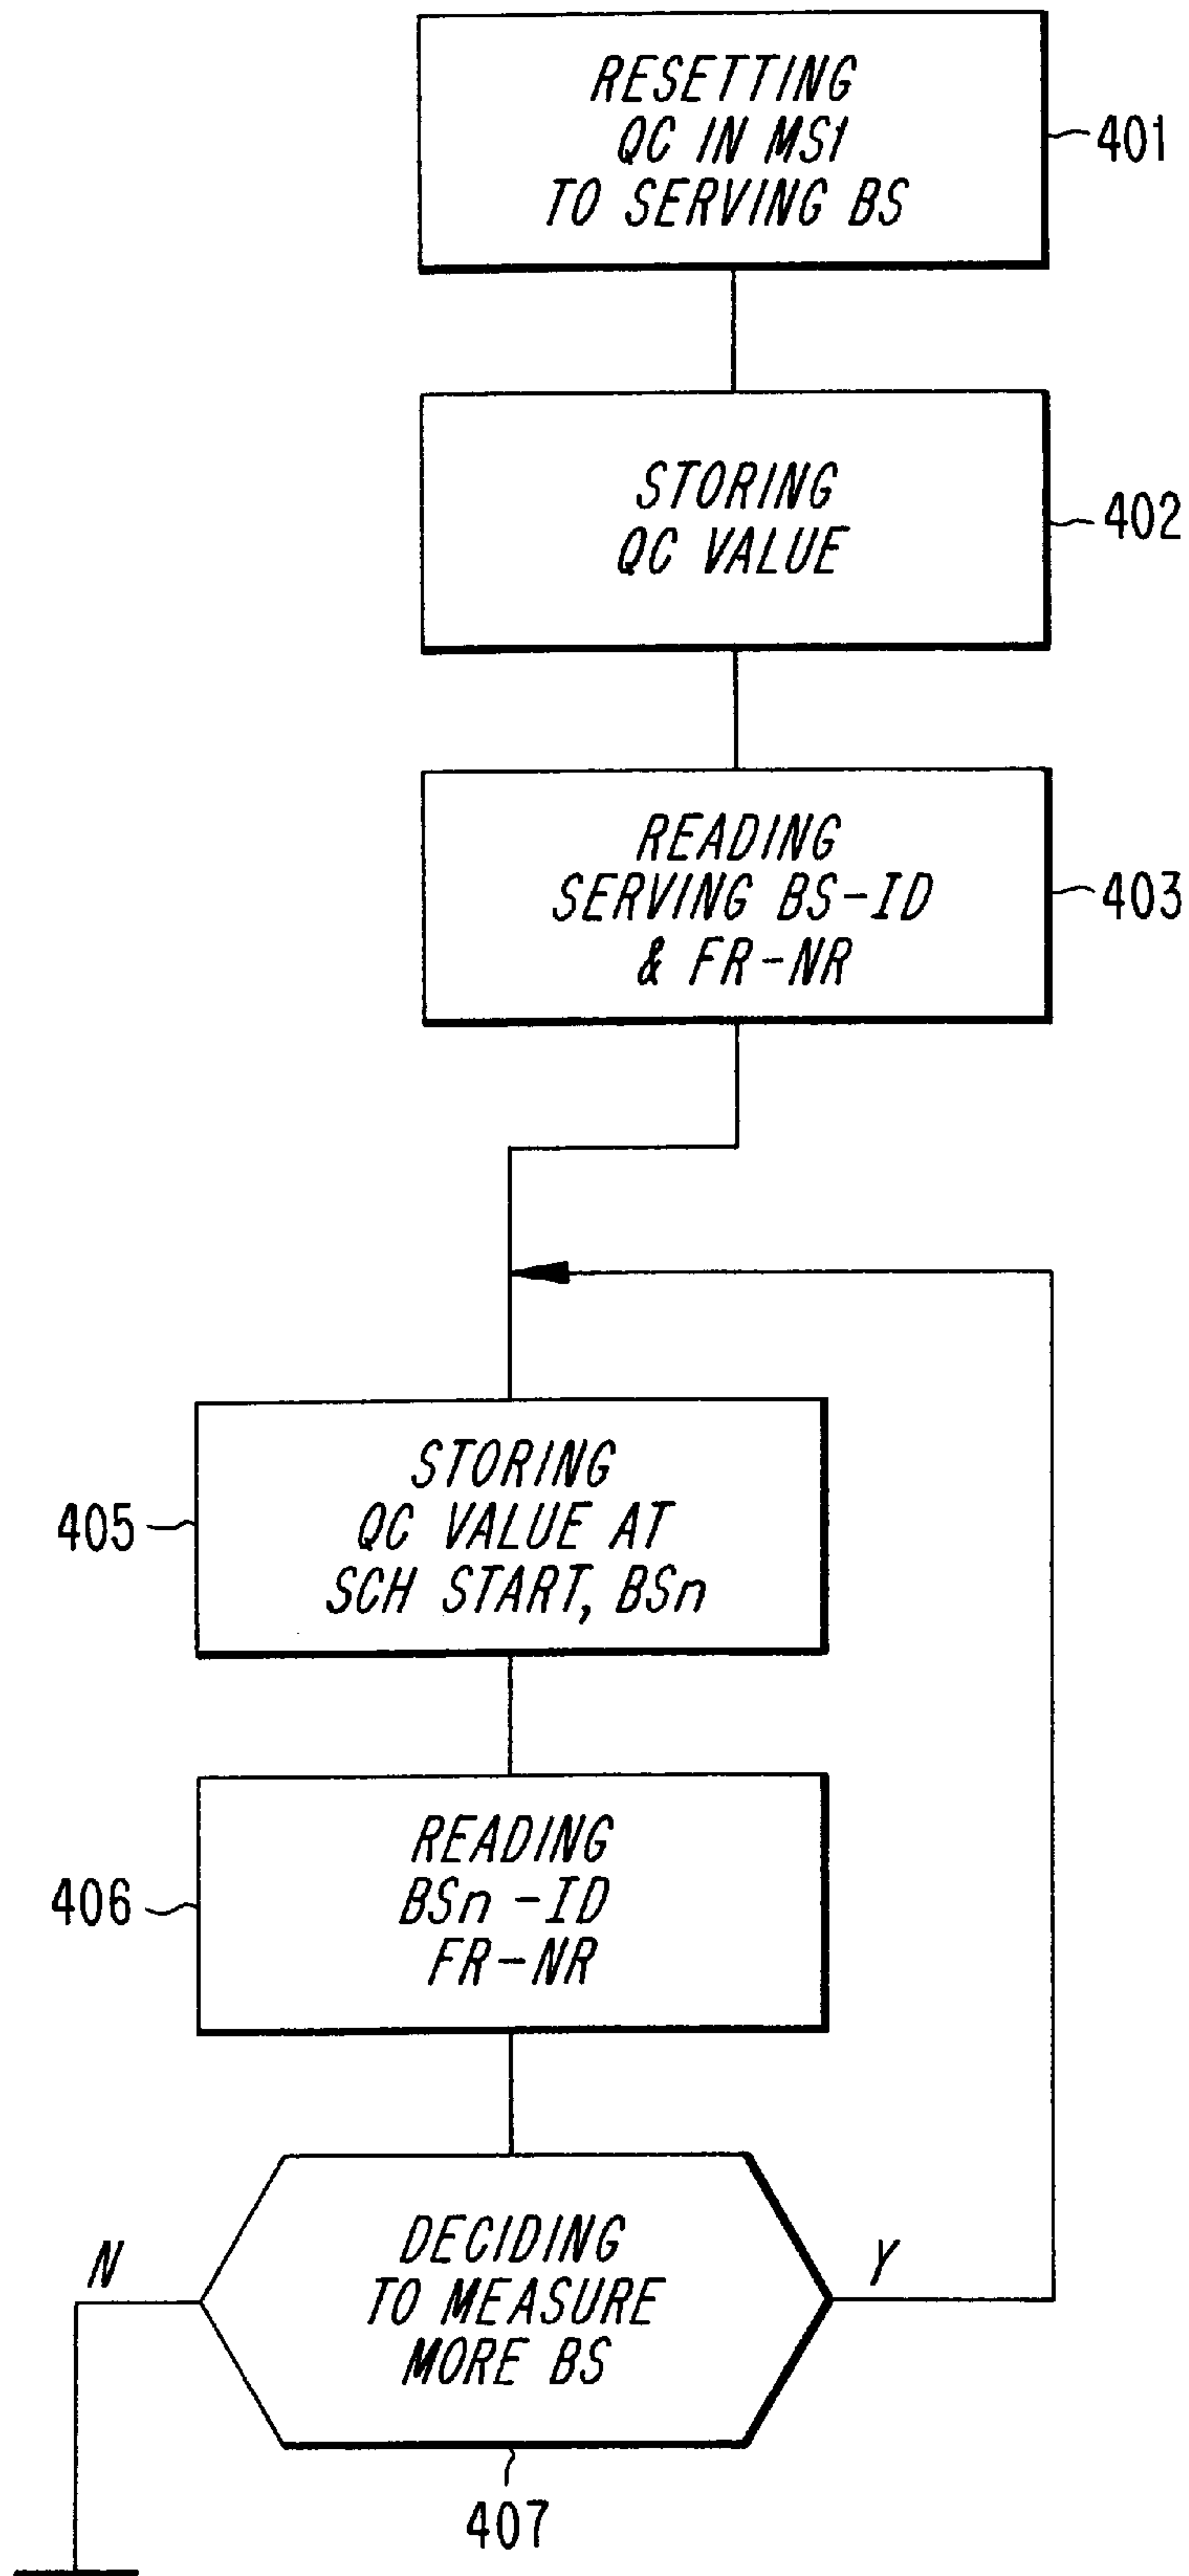 RESETTING
QC IN MS1
TO SERVING BS
401
STORING
QC VALUE
402
READING
SERVING BS-ID
& FR-NR
403
STORING
QC VALUE AT
SCH START, BSn
405
READING
BSn-ID
FR-NR
406
DECIDING
TO MEASURE
MORE BS
N
Y
407